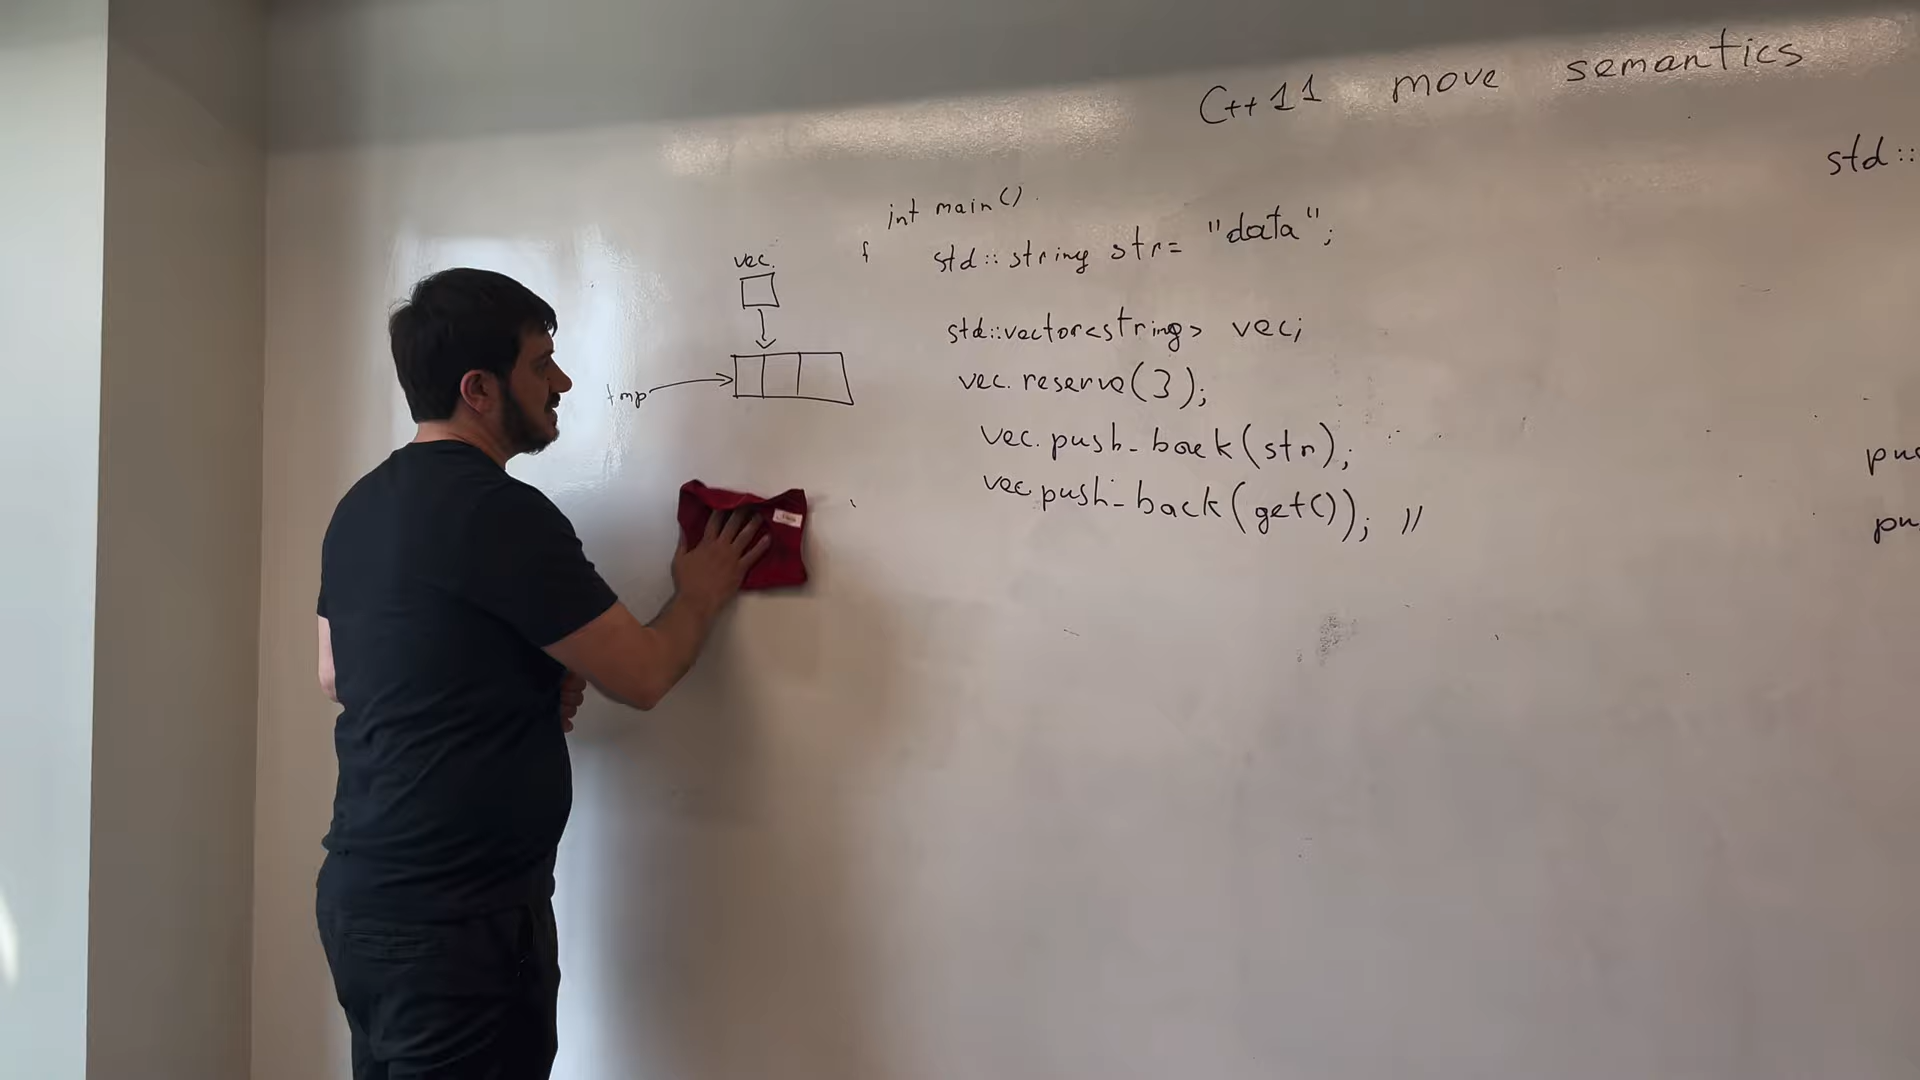 C++11 move semantics
std::
int main()
{
std::string str= "data";
vec.
std::vector<string> vec;
vec.reserve(3);
tmp
vec.push_back(str);
vec push_back(get()); //
pus
pu